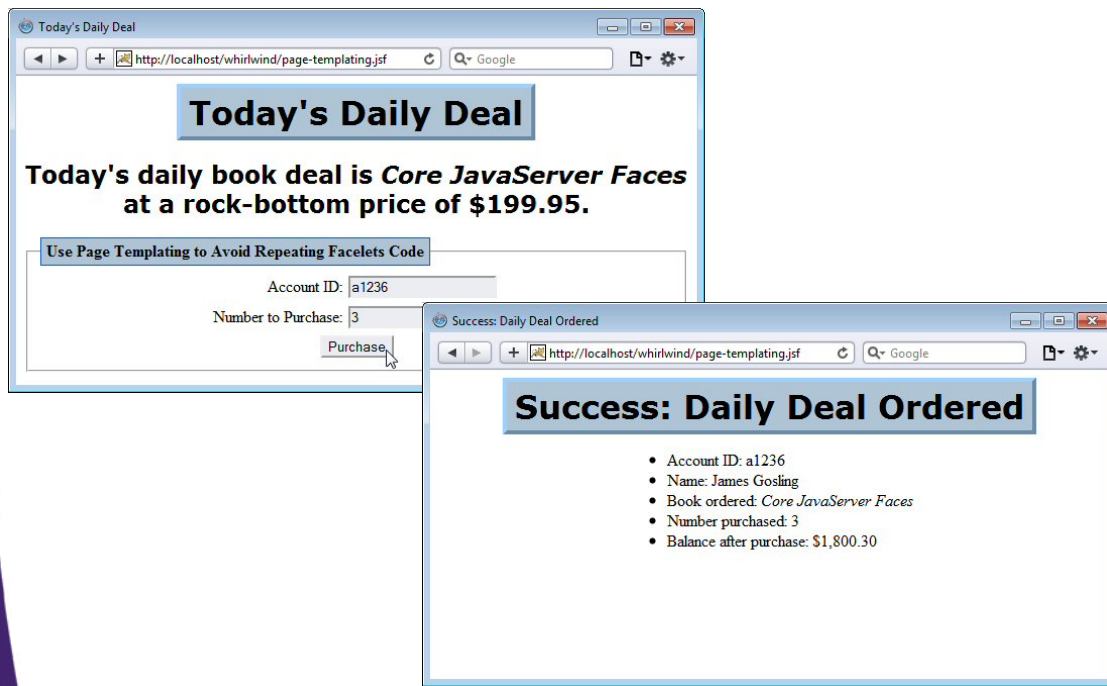 Today's Daily Deal
http://localhost/whirlwind/page-templating.jsf
Google
Today's Daily Deal
Today's daily book deal is Core JavaServer Faces
at a rock-bottom price of $199.95.
Use Page Templating to Avoid Repeating Facelets Code
Account ID: a1236
Number to Purchase: 3
Purchase
Success: Daily Deal Ordered
http://localhost/whirlwind/page-templating.jsf
Google
Success: Daily Deal Ordered
• Account ID: a1236
• Name: James Gosling
• Book ordered: Core JavaServer Faces
• Number purchased: 3
• Balance after purchase: $1,800.30